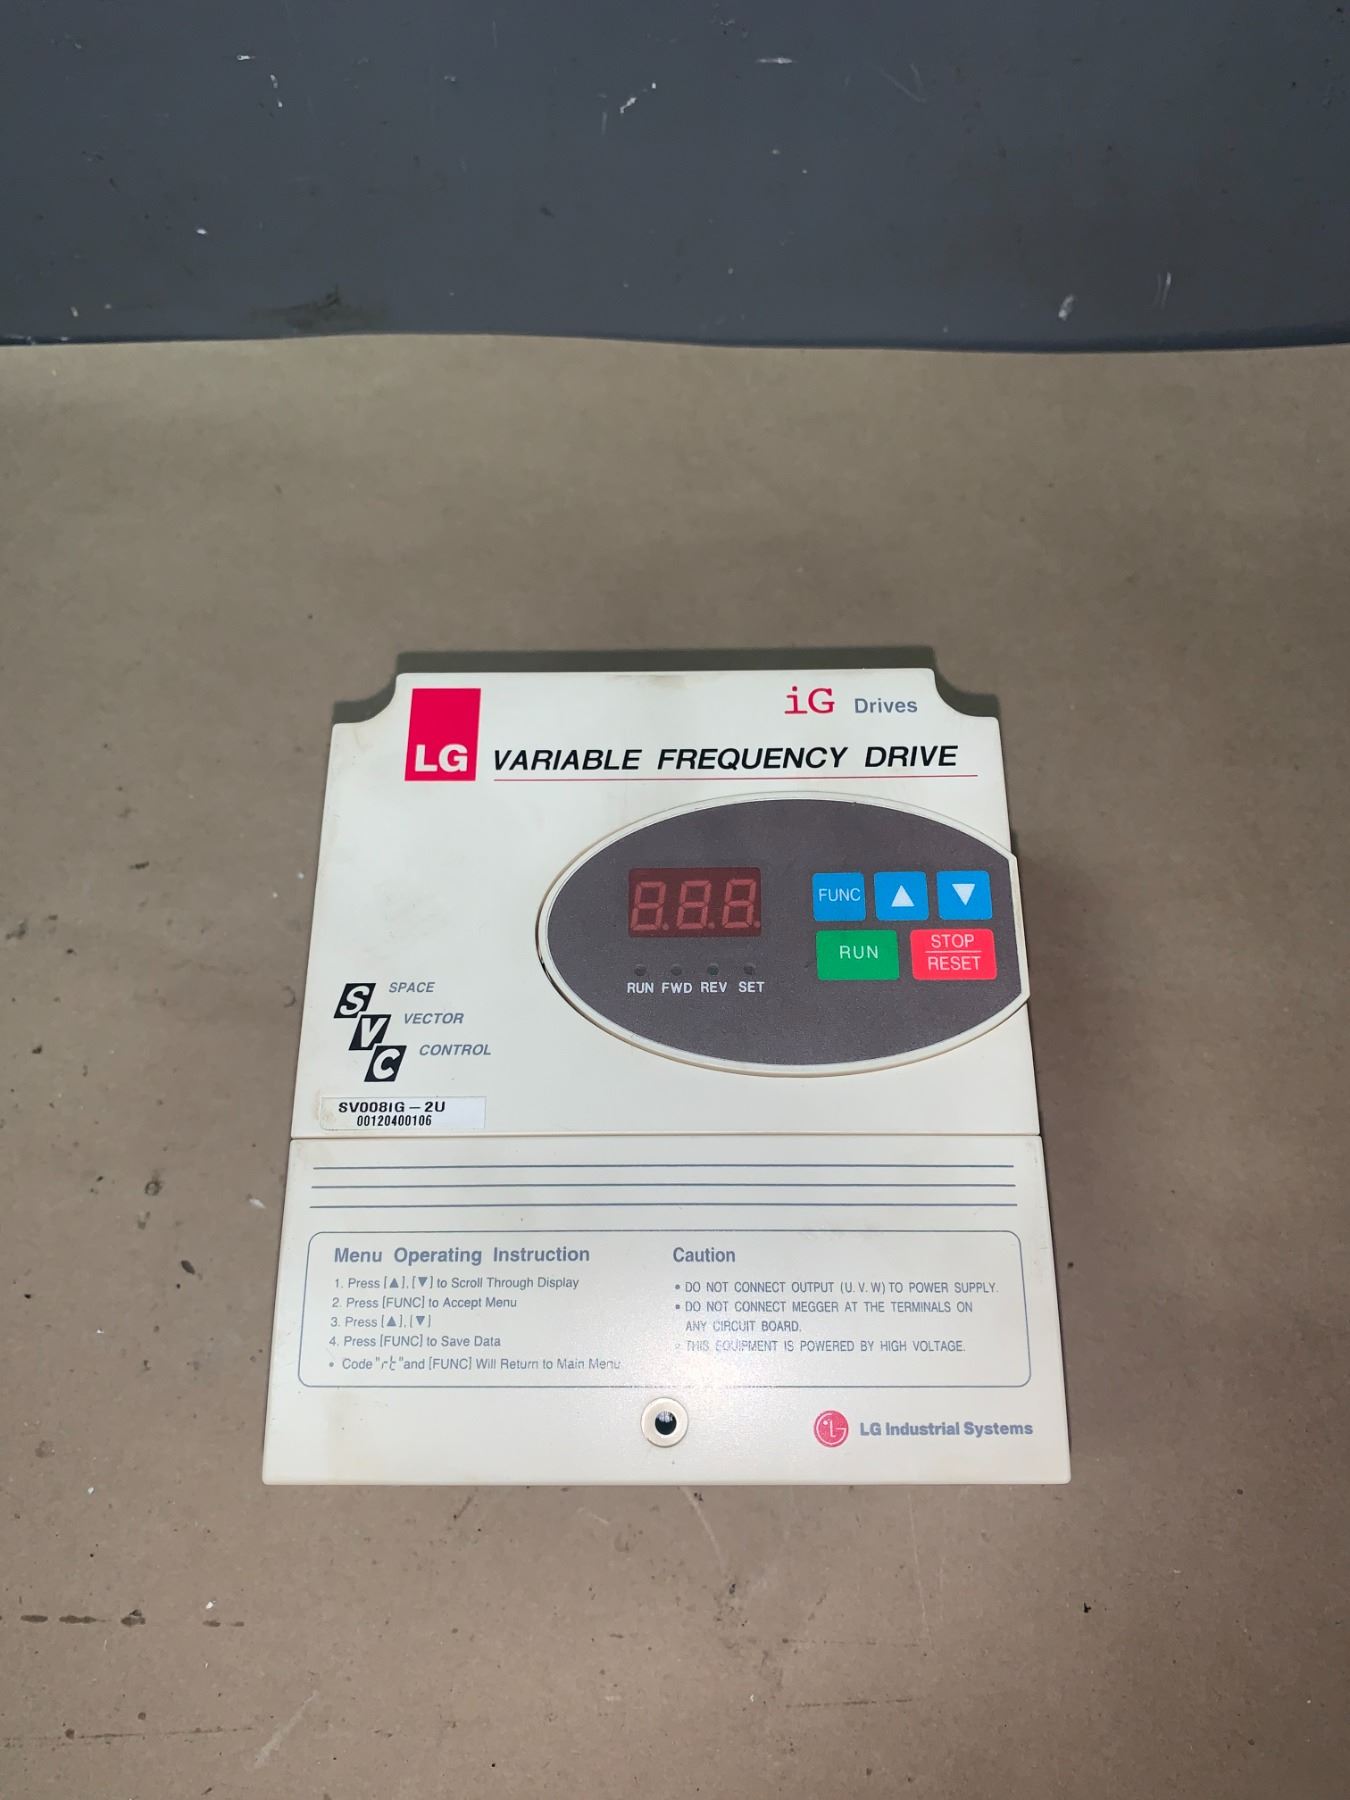 iG Drives
LG VARIABLE FREQUENCY DRIVE
8.8.8.
FUNC ▲ ▼
RUN STOP
RESET
RUN FWD REV SET
S SPACE
V VECTOR
C CONTROL
SV008IG-2U
00120400106
Menu Operating Instruction
1. Press [▲], [▼] to Scroll Through Display
2. Press [FUNC] to Accept Menu
3. Press [▲], [▼]
4. Press [FUNC] to Save Data
• Code "rt" and [FUNC] Will Return to Main Menu
Caution
• DO NOT CONNECT OUTPUT (U. V. W) TO POWER SUPPLY.
• DO NOT CONNECT MEGGER AT THE TERMINALS ON
ANY CIRCUIT BOARD.
• THIS EQUIPMENT IS POWERED BY HIGH VOLTAGE.
LG Industrial Systems